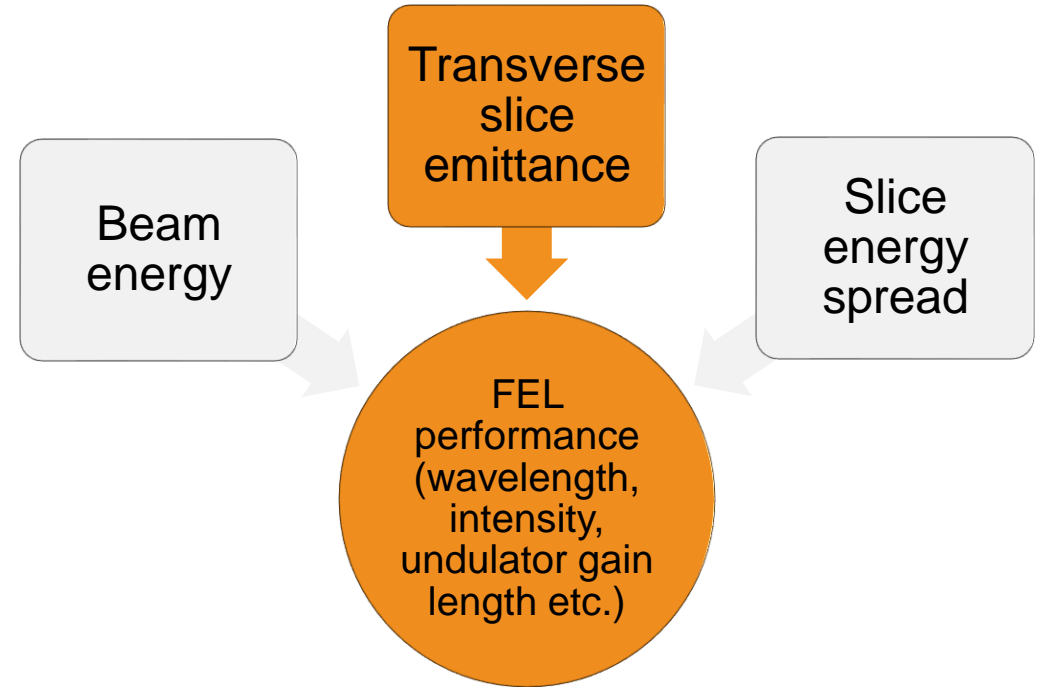 Transverse
slice
emittance
Beam
energy
Slice
energy
spread
FEL
performance
(wavelength,
intensity,
undulator gain
length etc.)